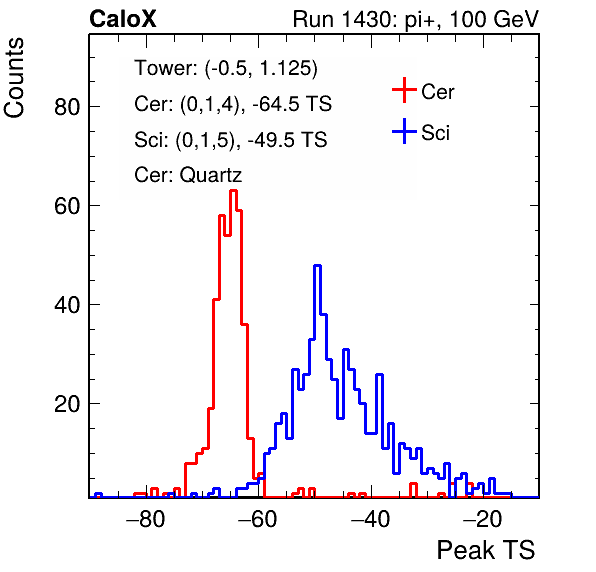 CaloX Run 1430: pi+, 100 GeV
Counts
Tower: (-0.5, 1.125)
Cer: (0,1,4), -64.5 TS
Sci: (0,1,5), -49.5 TS
Cer: Quartz
Cer
Sci
80
60
40
20
−80 −60 −40 −20
Peak TS